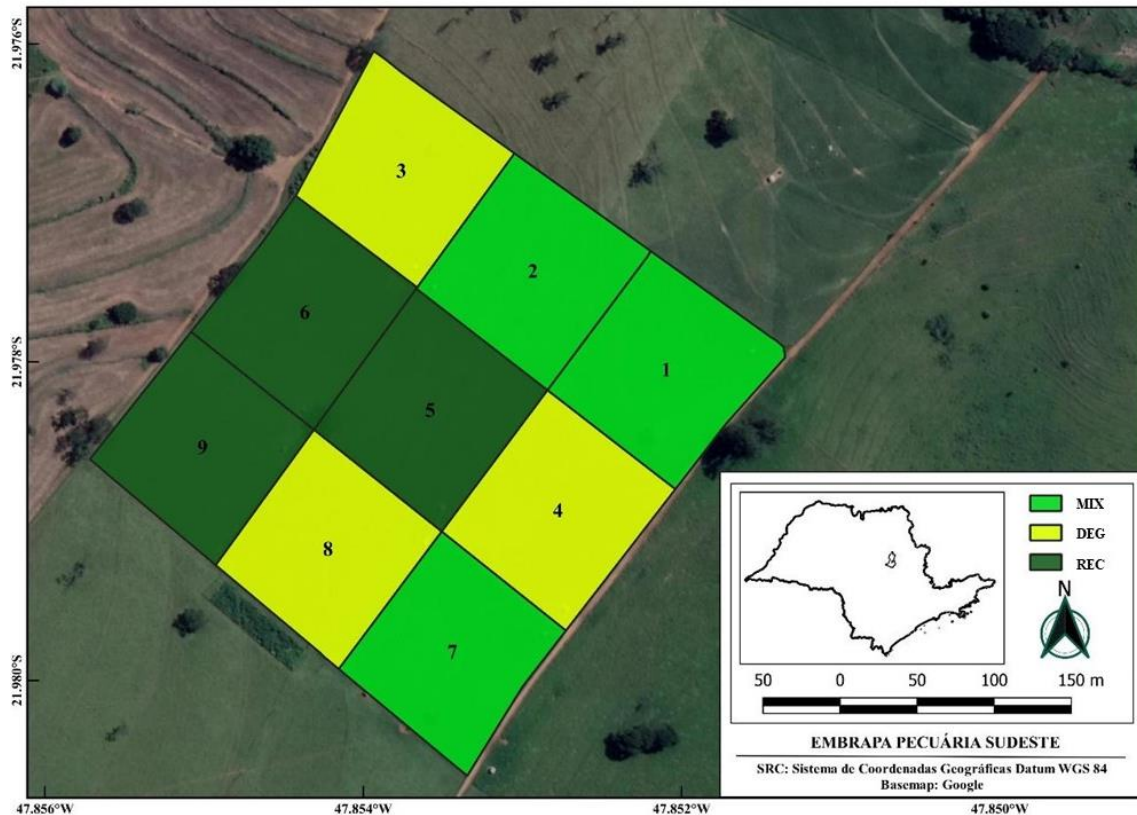 21.976°S
21.978°S
21.980°S
3
2
6
1
5
9
4
8
7
MIX
DEG
REC
N
50 0 50 100 150 m
EMBRAPA PECUÁRIA SUDESTE
SRC: Sistema de Coordenadas Geográficas Datum WGS 84
Basemap: Google
47.856°W 47.854°W 47.852°W 47.850°W